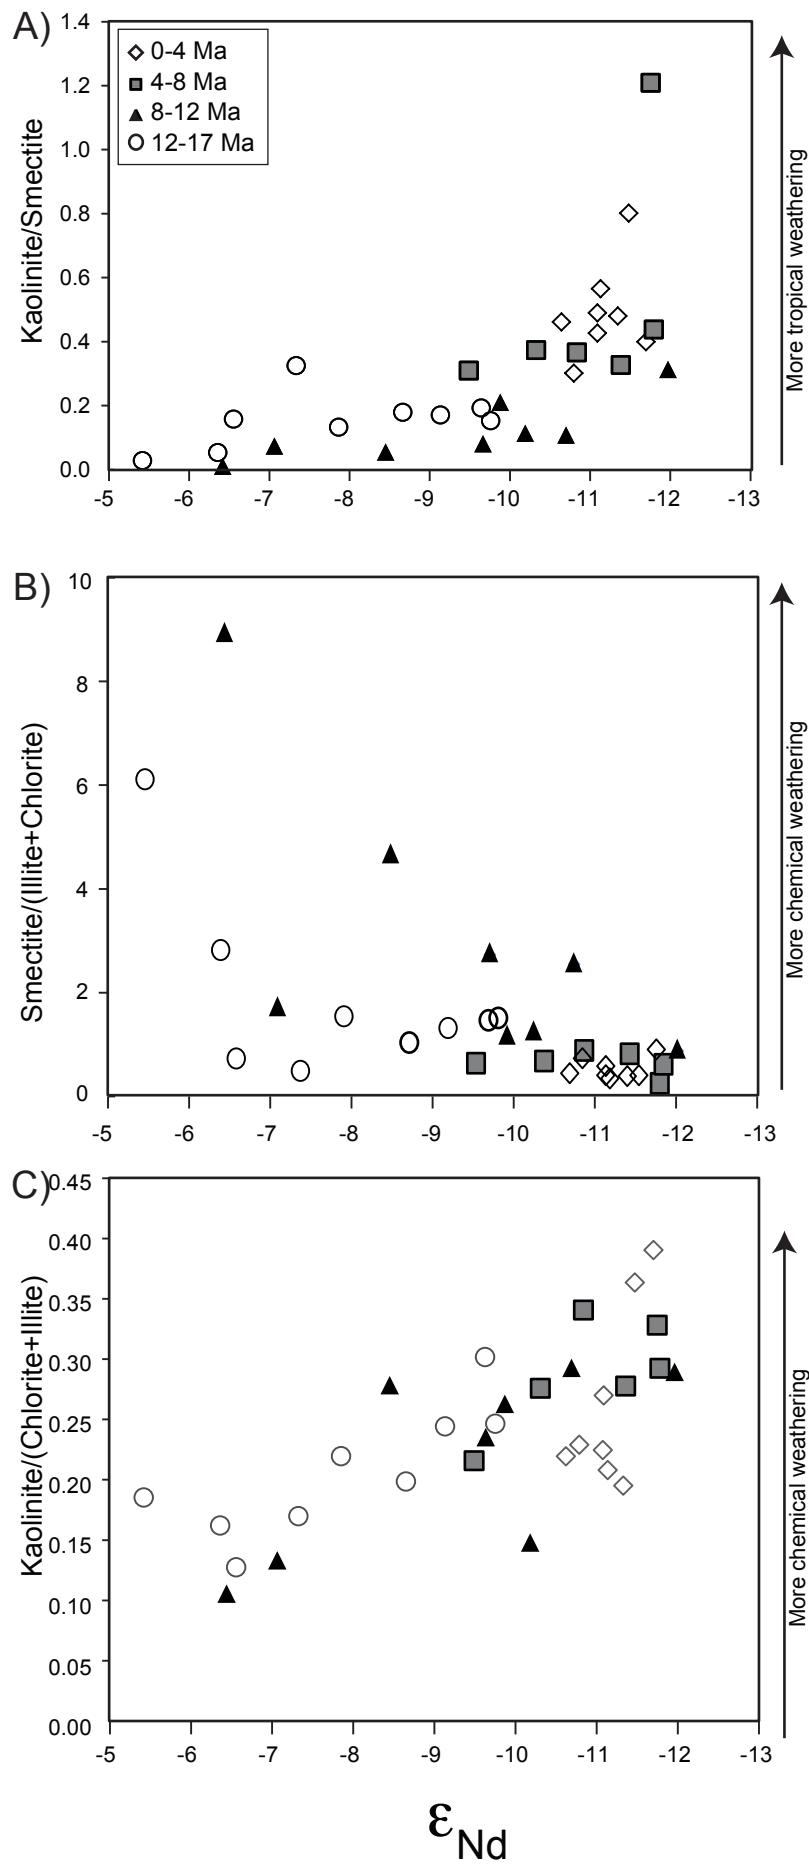 A)
Kaolinite/Smectite
1.4
1.2
1.0
0.8
0.6
0.4
0.2
0.0
0-4 Ma
4-8 Ma
8-12 Ma
12-17 Ma
-5 -6 -7 -8 -9 -10 -11 -12 -13
More tropical weathering
B)
Smectite/(Illite+Chlorite)
10
8
6
4
2
0
-5 -6 -7 -8 -9 -10 -11 -12 -13
More chemical weathering
C)
Kaolinite/(Chlorite+Illite)
0.45
0.40
0.35
0.30
0.25
0.20
0.15
0.10
0.05
0.00
-5 -6 -7 -8 -9 -10 -11 -12 -13
More chemical weathering
εNd